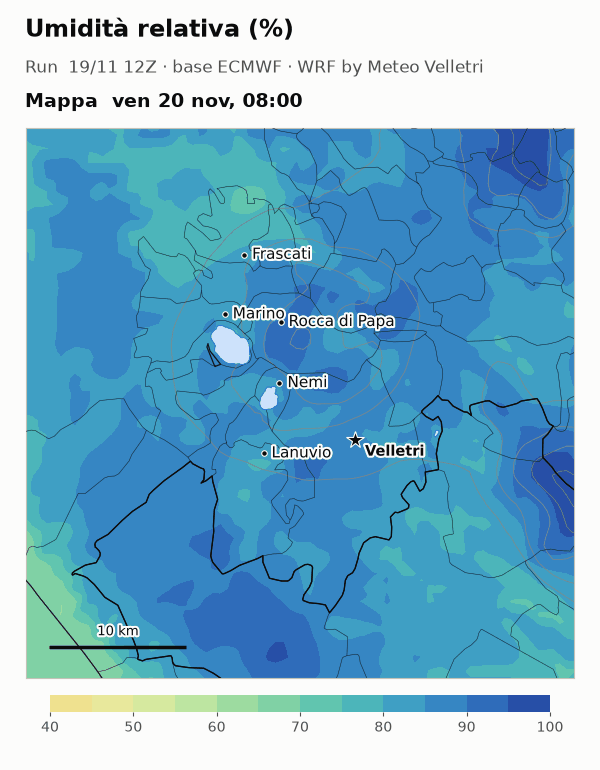 Umidità relativa (%)
Run  19/11 12Z · base ECMWF · WRF by Meteo Velletri
Mappa  ven 20 nov, 08:00
Frascati
Marino
Rocca di Papa
Nemi
Velletri
Lanuvio
10 km
40 50 60 70 80 90 100